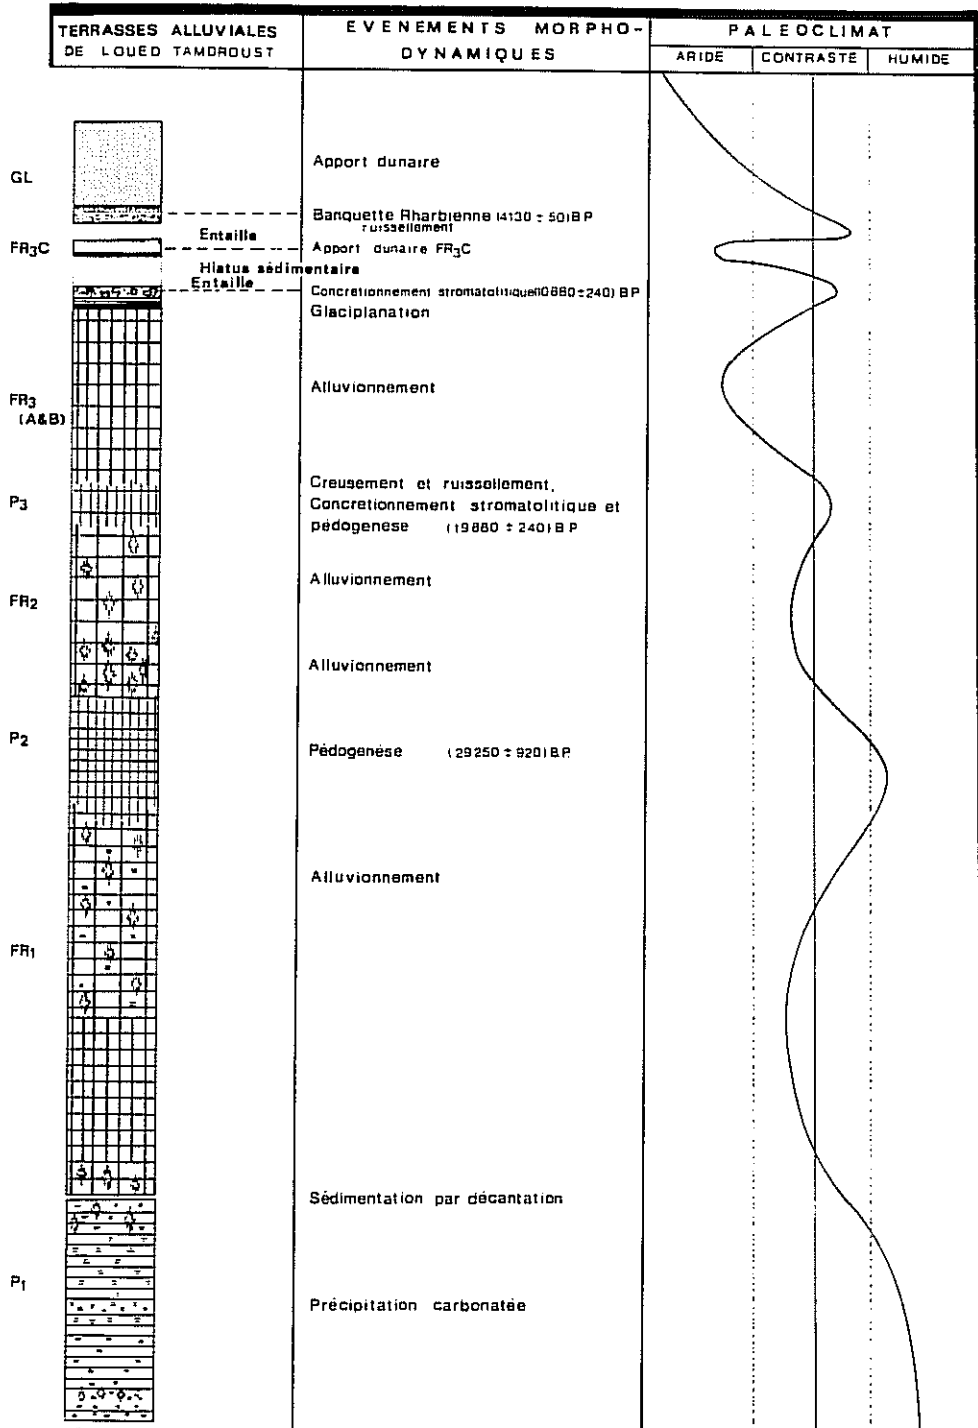 TERRASSES ALLUVIALES
DE LOUED TAMDROUST
EVENEMENTS MORPHO-
DYNAMIQUES
PALEOCLIMAT
ARIDE
CONTRASTE
HUMIDE
GL
Apport dunaire
Banquette Rharbienne (4130 ± 50) B P
ruissellement
Entaille
FR3C
Apport dunaire FR3C
Hiatus sédimentaire
Entaille
Concretionnement stromatolitique(10880±240) B P
Glaciplanation
FR3
(A&B)
Alluvionnement
P3
Creusement et ruissellement,
Concretionnement stromatolitique et
pédogenèse (19880 ± 240) B P
FR2
Alluvionnement
Alluvionnement
P2
Pédogenèse (29250 ± 920) B P.
Alluvionnement
FR1
Sédimentation par décantation
P1
Précipitation carbonatée